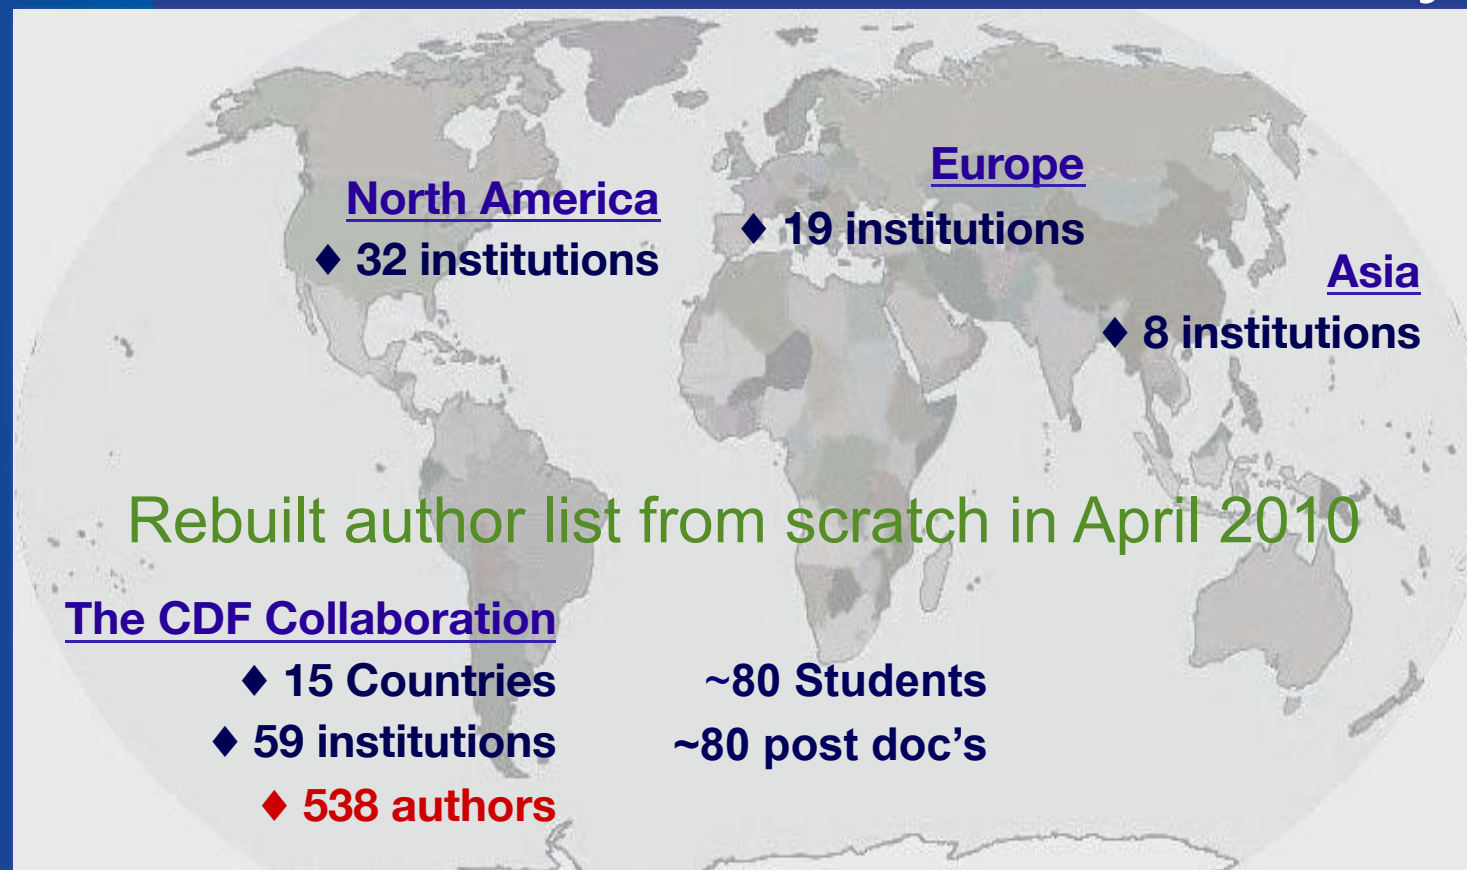 North America
♦ 32 institutions
Europe
♦ 19 institutions
Asia
♦ 8 institutions
Rebuilt author list from scratch in April 2010
The CDF Collaboration
♦ 15 Countries
♦ 59 institutions
♦ 538 authors
~80 Students
~80 post doc's